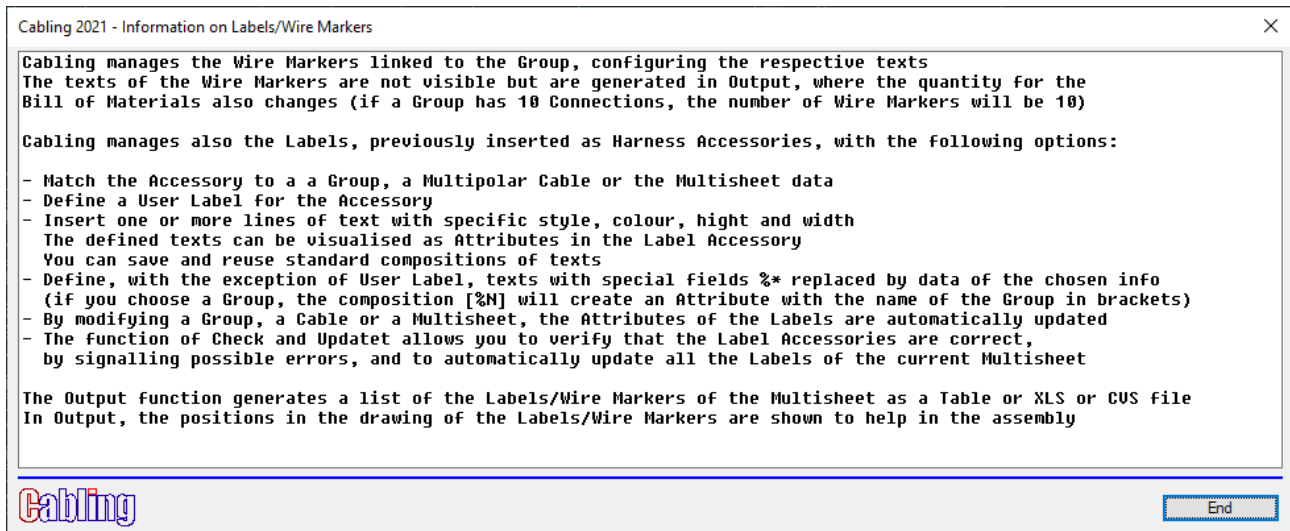 Cabling 2021 - Information on Labels/Wire Markers
Cabling manages the Wire Markers linked to the Group, configuring the respective texts
The texts of the Wire Markers are not visible but are generated in Output, where the quantity for the
Bill of Materials also changes (if a Group has 10 Connections, the number of Wire Markers will be 10)
Cabling manages also the Labels, previously inserted as Harness Accessories, with the following options:
- Match the Accessory to a a Group, a Multipolar Cable or the Multisheet data
- Define a User Label for the Accessory
- Insert one or more lines of text with specific style, colour, hight and width
The defined texts can be visualised as Attributes in the Label Accessory
You can save and reuse standard compositions of texts
- Define, with the exception of User Label, texts with special fields %* replaced by data of the chosen info
(if you choose a Group, the composition [%N] will create an Attribute with the name of the Group in brackets)
- By modifying a Group, a Cable or a Multisheet, the Attributes of the Labels are automatically updated
- The function of Check and Updatet allows you to verify that the Label Accessories are correct,
by signalling possible errors, and to automatically update all the Labels of the current Multisheet
The Output function generates a list of the Labels/Wire Markers of the Multisheet as a Table or XLS or CVS file
In Output, the positions in the drawing of the Labels/Wire Markers are shown to help in the assembly
Cabling
End